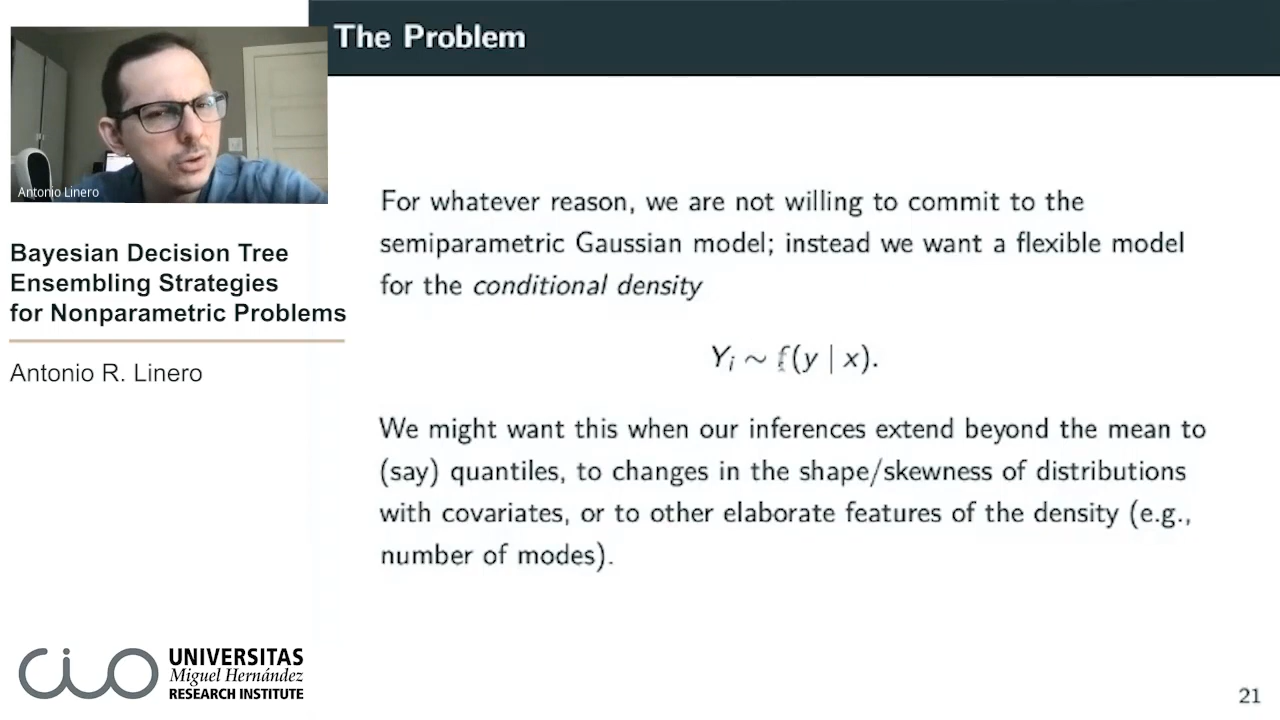 The Problem
Antonio Linero
Bayesian Decision Tree
Ensembling Strategies
for Nonparametric Problems
Antonio R. Linero
For whatever reason, we are not willing to commit to the
semiparametric Gaussian model; instead we want a flexible model
for the conditional density
Yᵢ ~ f(y | x).
We might want this when our inferences extend beyond the mean to
(say) quantiles, to changes in the shape/skewness of distributions
with covariates, or to other elaborate features of the density (e.g.,
number of modes).
cio
UNIVERSITAS
Miguel Hernández
RESEARCH INSTITUTE
21